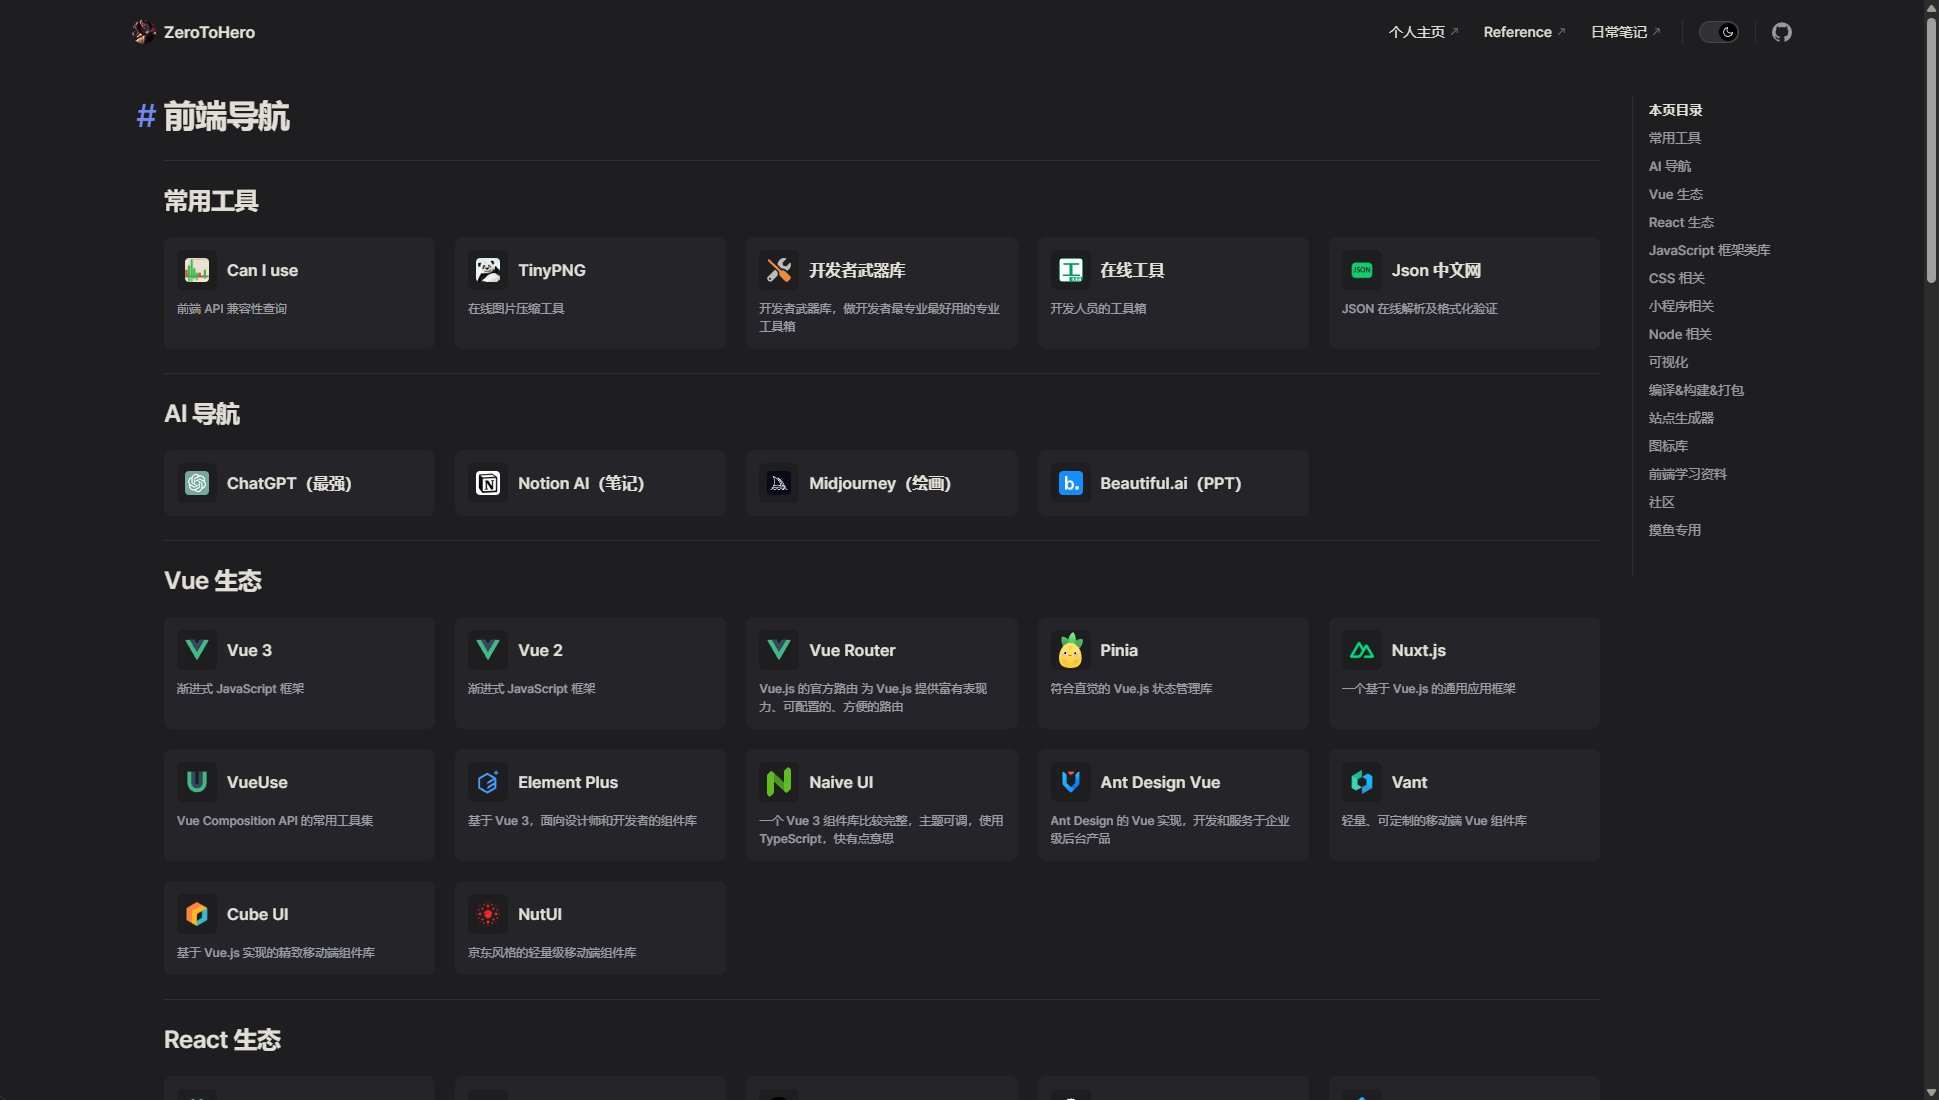 ZeroToHero
个人主页
Reference
日常笔记
# 前端导航
常用工具
Can I use
前端 API 兼容性查询
TinyPNG
在线图片压缩工具
开发者武器库
开发者武器库，做开发者最专业最好用的专业
工具箱
工
在线工具
开发人员的工具箱
JSON
Json 中文网
JSON 在线解析及格式化验证
AI 导航
ChatGPT（最强）
Notion AI（笔记）
Midjourney（绘画）
b.
Beautiful.ai（PPT）
Vue 生态
Vue 3
渐进式 JavaScript 框架
Vue 2
渐进式 JavaScript 框架
Vue Router
Vue.js 的官方路由 为 Vue.js 提供富有表现
力、可配置的、方便的路由
Pinia
符合直觉的 Vue.js 状态管理库
Nuxt.js
一个基于 Vue.js 的通用应用框架
VueUse
Vue Composition API 的常用工具集
Element Plus
基于 Vue 3，面向设计师和开发者的组件库
Naive UI
一个 Vue 3 组件库比较完整，主题可调，使用
TypeScript，快有点意思
Ant Design Vue
Ant Design 的 Vue 实现，开发和服务于企业
级后台产品
Vant
轻量、可定制的移动端 Vue 组件库
Cube UI
基于 Vue.js 实现的精致移动端组件库
NutUI
京东风格的轻量级移动端组件库
React 生态
本页目录
常用工具
AI 导航
Vue 生态
React 生态
JavaScript 框架类库
CSS 相关
小程序相关
Node 相关
可视化
编译&构建&打包
站点生成器
图标库
前端学习资料
社区
摸鱼专用